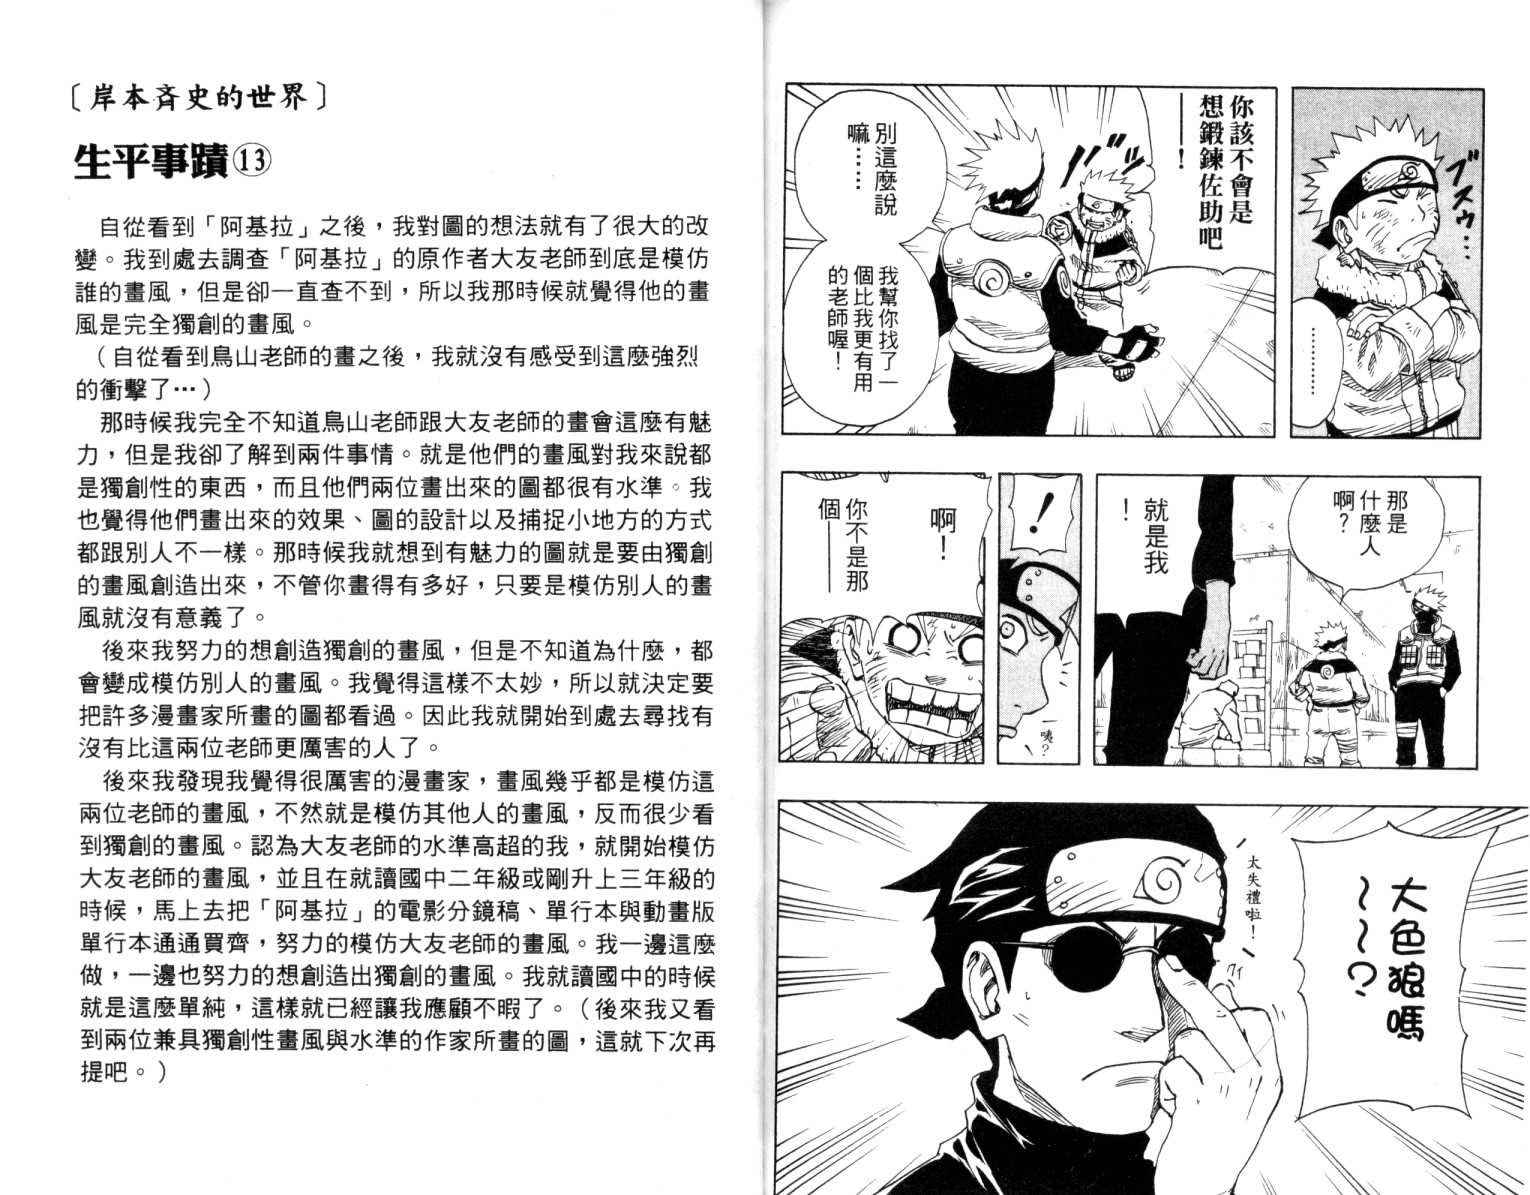 ［岸本斉史的世界］
生平事蹟⑬
自從看到「阿基拉」之後，我對圖的想法就有了很大的改
變。我到處去調查「阿基拉」的原作者大友老師到底是模仿
誰的畫風，但是卻一直查不到，所以我那時候就覺得他的畫
風是完全獨創的畫風。
（自從看到鳥山老師的畫之後，我就沒有感受到這麼強烈
的衝擊了…）
那時候我完全不知道鳥山老師跟大友老師的畫會這麼有魅
力，但是我卻了解到兩件事情。就是他們的畫風對我來說都
是獨創性的東西，而且他們兩位畫出來的圖都很有水準。我
也覺得他們畫出來的效果、圖的設計以及捕捉小地方的方式
都跟別人不一樣。那時候我就想到有魅力的圖就是要由獨創
的畫風創造出來，不管你畫得有多好，只要是模仿別人的畫
風就沒有意義了。
後來我努力的想創造獨創的畫風，但是不知道為什麼，都
會變成模仿別人的畫風。我覺得這樣不太妙，所以就決定要
把許多漫畫家所畫的圖都看過。因此我就開始到處去尋找有
沒有比這兩位老師更厲害的人了。
後來我發現我覺得很厲害的漫畫家，畫風幾乎都是模仿這
兩位老師的畫風，不然就是模仿其他人的畫風，反而很少看
到獨創的畫風。認為大友老師的水準高超的我，就開始模仿
大友老師的畫風，並且在就讀國中二年級或剛升上三年級的
時候，馬上去把「阿基拉」的電影分鏡稿、單行本與動畫版
單行本通通買齊，努力的模仿大友老師的畫風。我一邊這麼
做，一邊也努力的想創造出獨創的畫風。我就讀國中的時候
就是這麼單純，這樣就已經讓我應顧不暇了。（後來我又看
到兩位兼具獨創性畫風與水準的作家所畫的圖，這就下次再
提吧。）
ブスゥ…
…………
你該不會是
想鍛鍊佐助吧
——！
別這麼說
嘛……
我幫你找了一
個比我更有用
的老師喔！
那是
什麼人
啊？
就是我
！
！
咦？
啊！
你不是那
個——
大色狼嗎
～～？
太失禮啦！
クイ